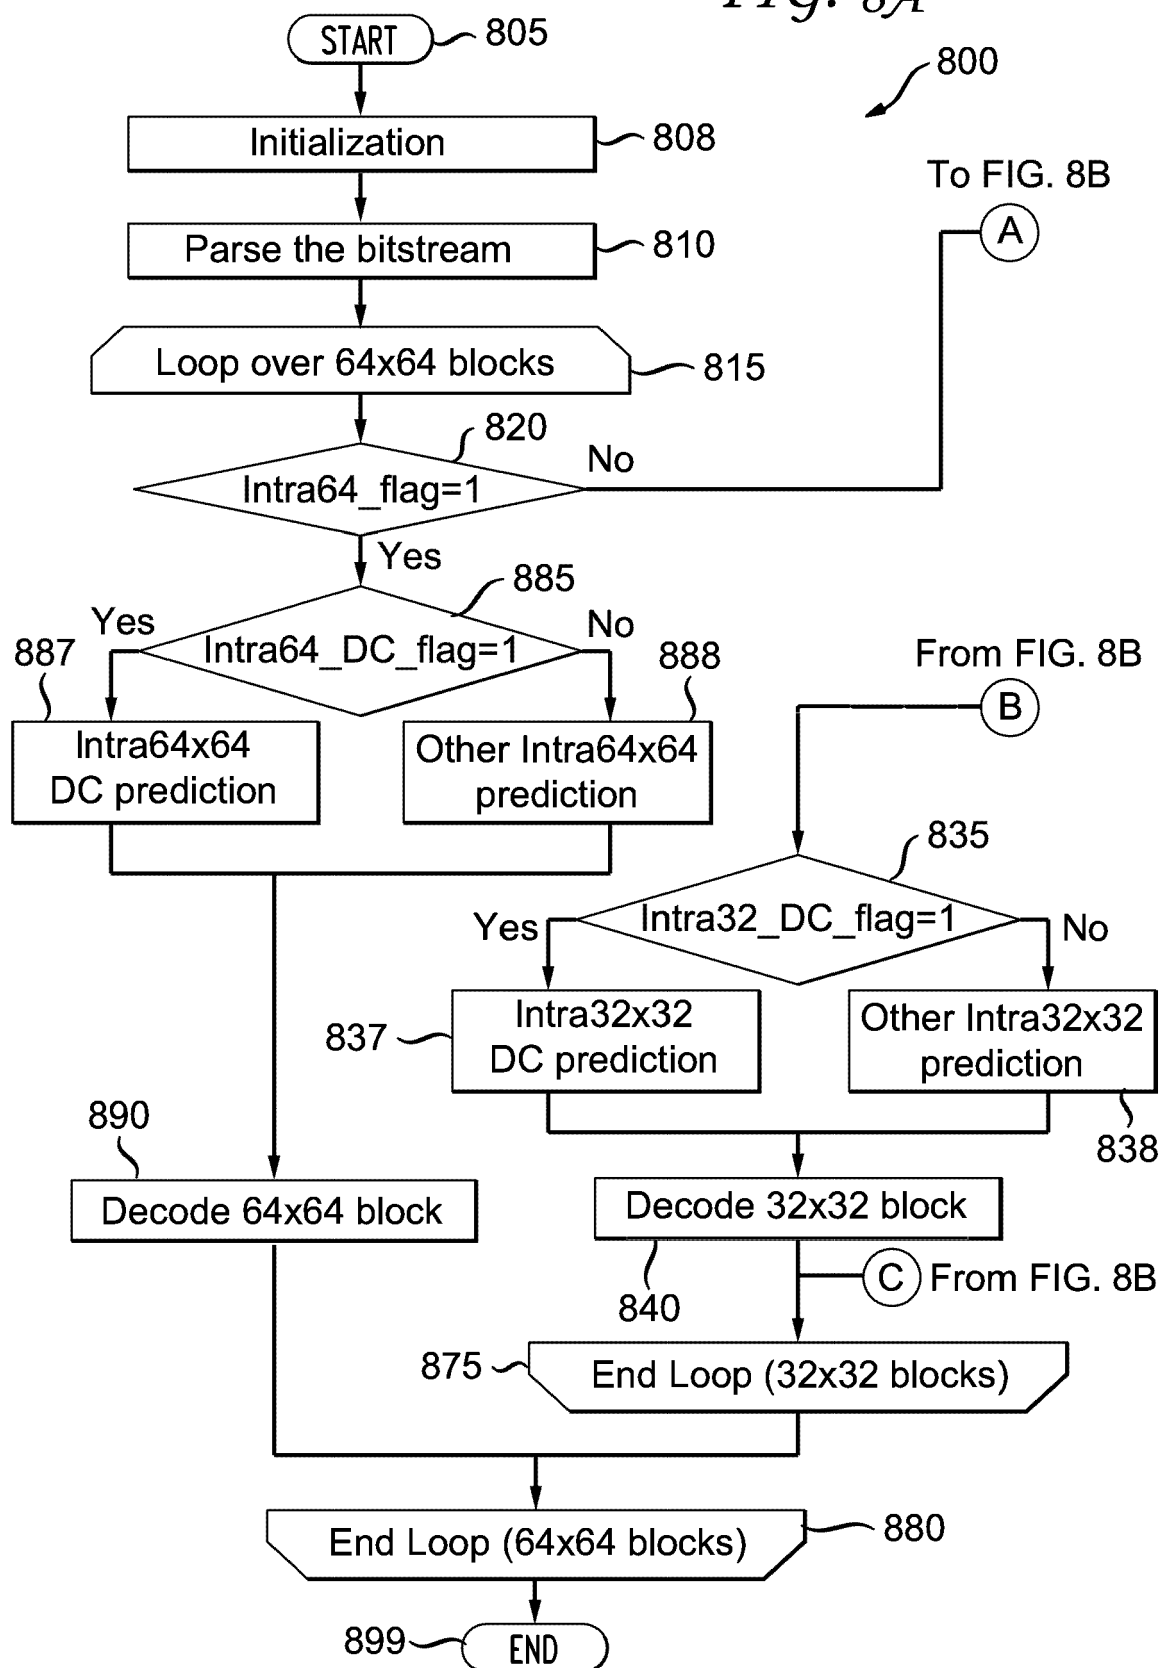 FIG. 8A
START 805
800
Initialization 808
To FIG. 8B
A
Parse the bitstream 810
Loop over 64x64 blocks 815
820
No
Intra64_flag=1
Yes
885
Yes
No
Intra64_DC_flag=1
887
888
From FIG. 8B
B
Intra64x64
DC prediction
Other Intra64x64
prediction
835
Intra32_DC_flag=1
Yes
No
837
Intra32x32
DC prediction
Other Intra32x32
prediction
838
890
Decode 64x64 block
Decode 32x32 block
840
C From FIG. 8B
875
End Loop (32x32 blocks)
End Loop (64x64 blocks) 880
899 END